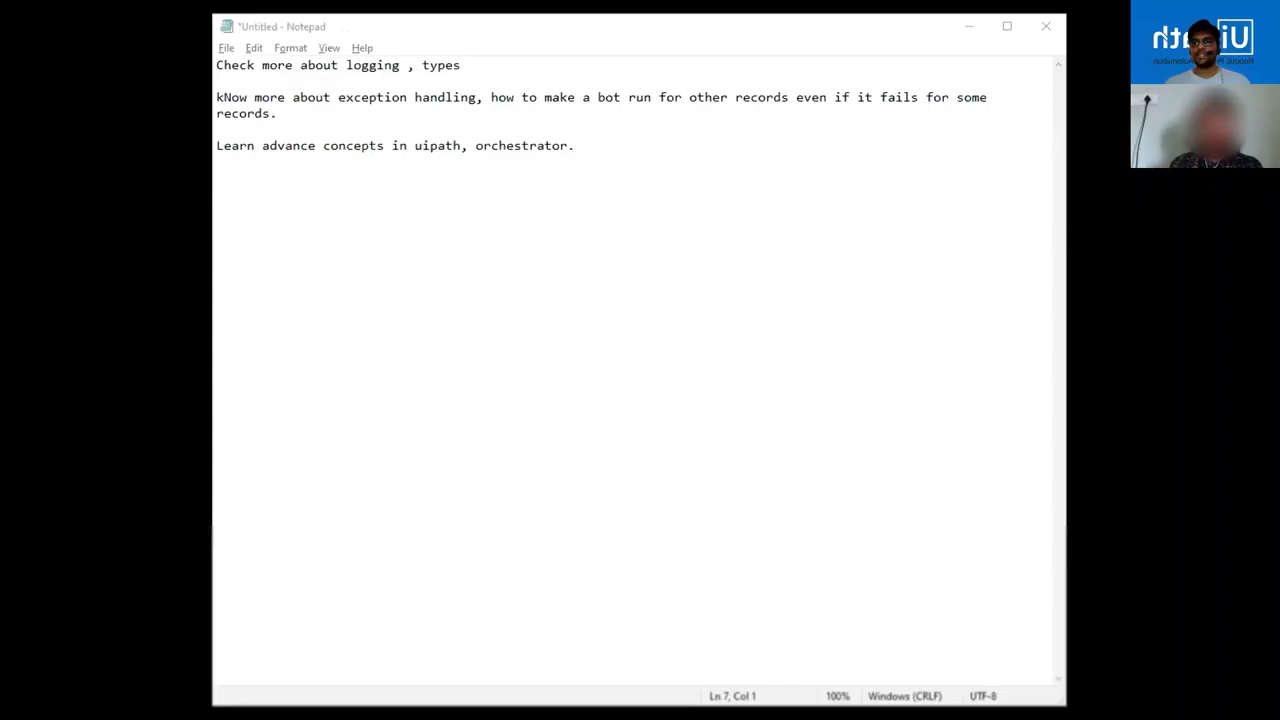 *Untitled - Notepad
File Edit Format View Help
Check more about logging , types
kNow more about exception handling, how to make a bot run for other records even if it fails for some
records.
Learn advance concepts in uipath, orchestrator.
Ln 7, Col 1 100% Windows (CRLF) UTF-8
UiPath